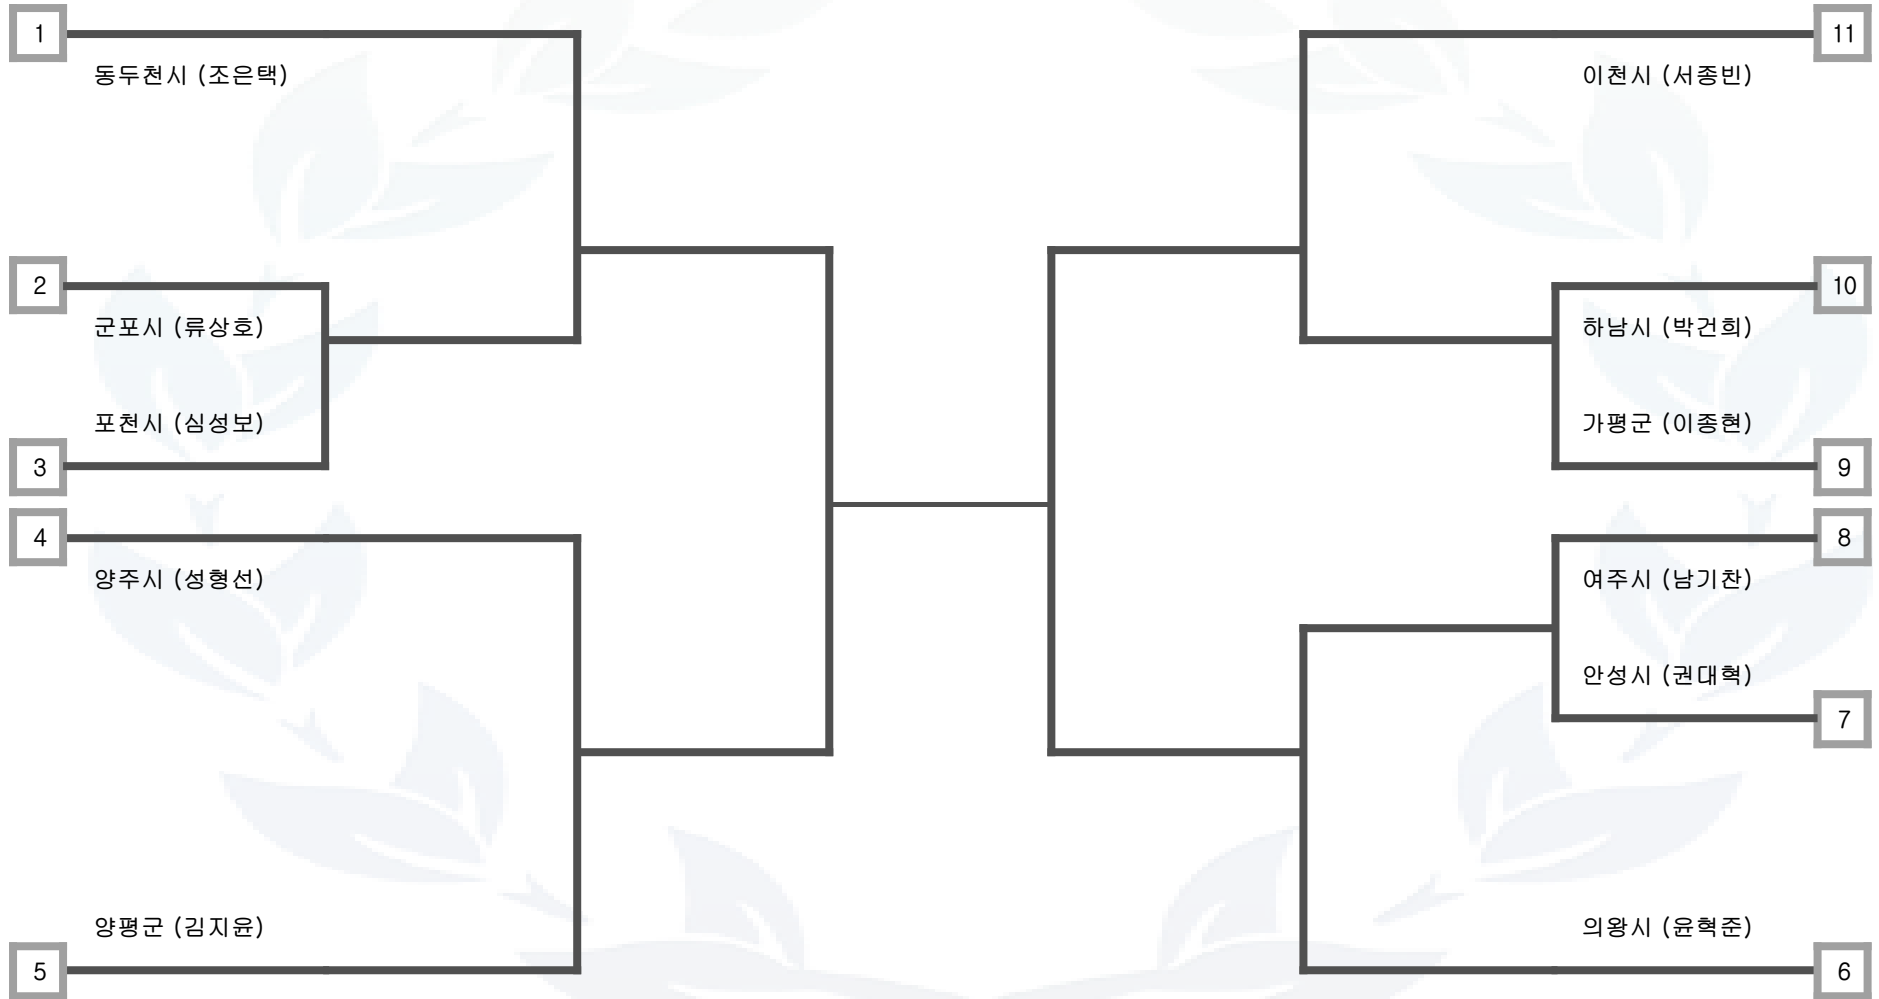 1
동두천시 (조은택)
2
군포시 (류상호)
포천시 (심성보)
3
4
양주시 (성형선)
양평군 (김지윤)
5
11
이천시 (서종빈)
10
하남시 (박건희)
가평군 (이종현)
9
8
여주시 (남기찬)
안성시 (권대혁)
7
의왕시 (윤혁준)
6